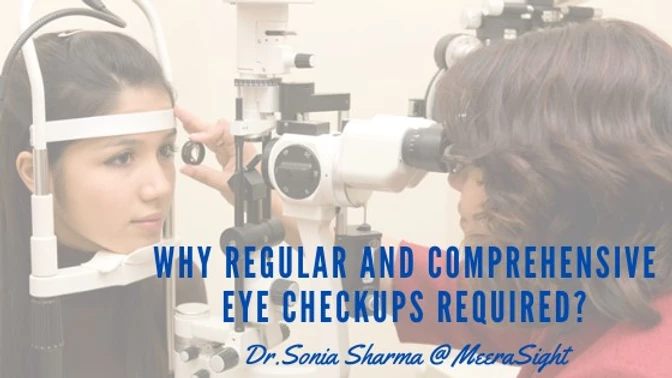 WHY REGULAR AND COMPREHENSIVE
EYE CHECKUPS REQUIRED?
Dr.Sonia Sharma @MeeraSight